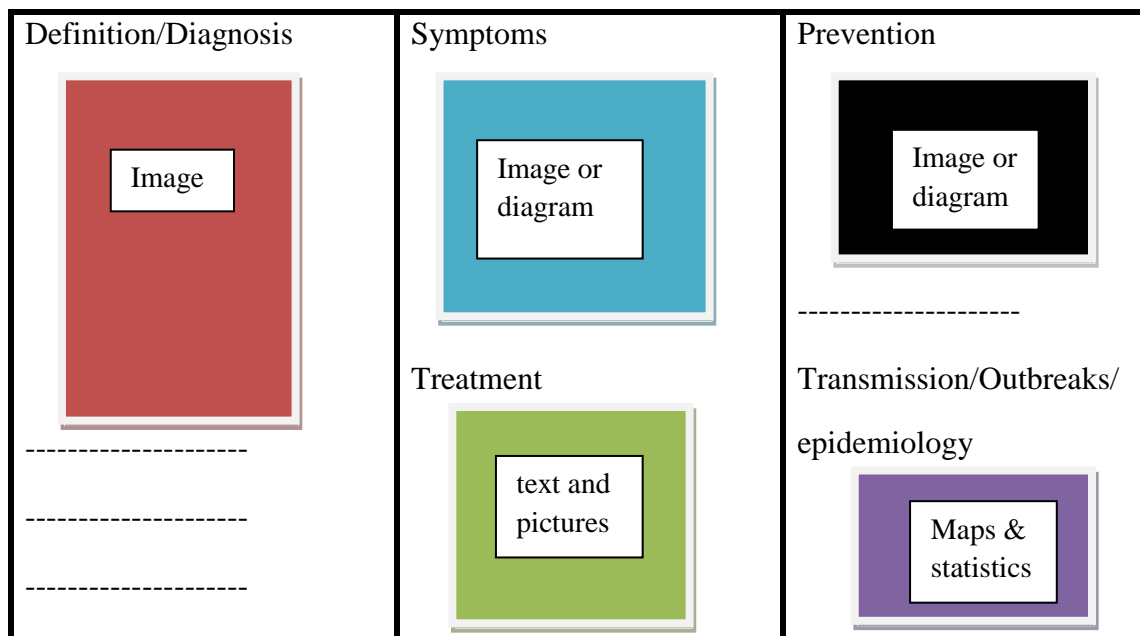 Definition/Diagnosis
Image
---------------------
---------------------
---------------------
Symptoms
Image or
diagram
Treatment
text and
pictures
Prevention
Image or
diagram
---------------------
Transmission/Outbreaks/
epidemiology
Maps &
statistics